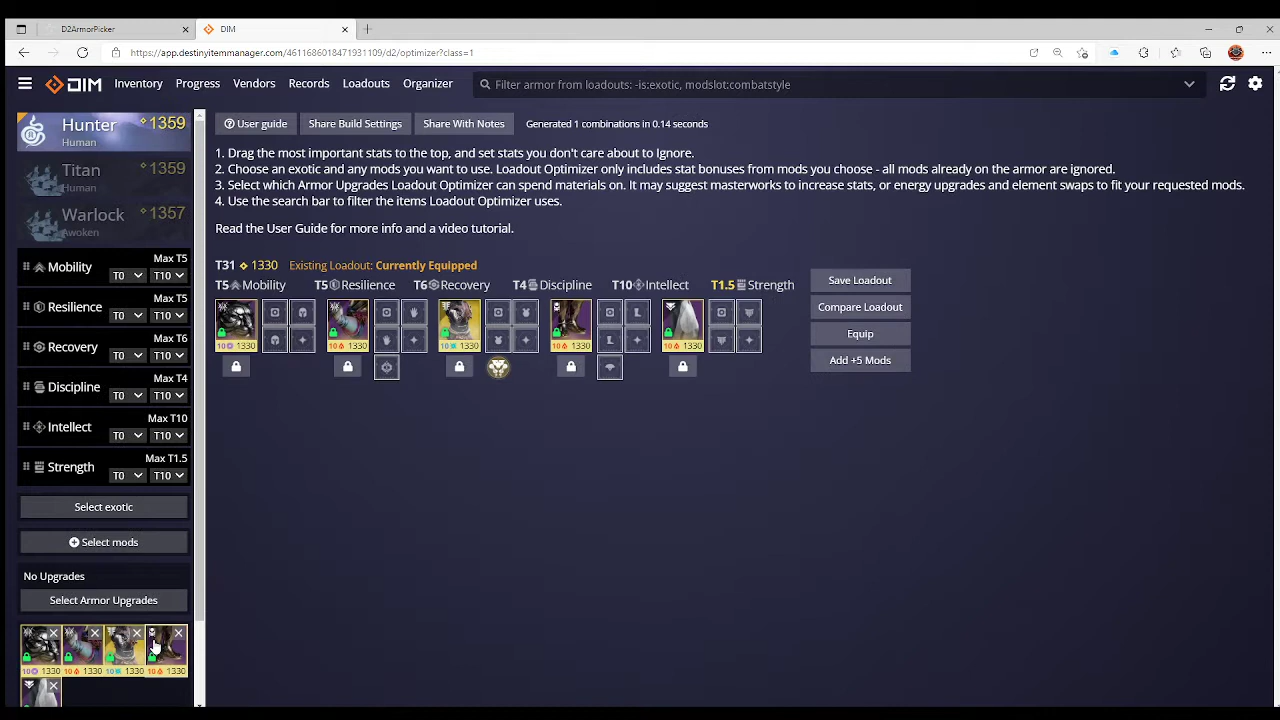 D2ArmorPicker
DIM
https://app.destinyitemmanager.com/4611686018471931109/d2/optimizer?class=1
DIM
Inventory
Progress
Vendors
Records
Loadouts
Organizer
Filter armor from loadouts: -is:exotic, modslot:combatstyle
Hunter
1359
Human
Titan
1359
Human
Warlock
1357
Awoken
Max T5
Mobility
T0
T10
Max T5
Resilience
T0
T10
Max T6
Recovery
T0
T10
Max T4
Discipline
T0
T10
Max T10
Intellect
T0
T10
Max T1.5
Strength
T0
T10
Select exotic
Select mods
No Upgrades
Select Armor Upgrades
10 1330
10 1330
10 1330
10 1330
User guide
Share Build Settings
Share With Notes
Generated 1 combinations in 0.14 seconds
1. Drag the most important stats to the top, and set stats you don't care about to Ignore.
2. Choose an exotic and any mods you want to use. Loadout Optimizer only includes stat bonuses from mods you choose - all mods already on the armor are ignored.
3. Select which Armor Upgrades Loadout Optimizer can spend materials on. It may suggest masterworks to increase stats, or energy upgrades and element swaps to fit your requested mods.
4. Use the search bar to filter the items Loadout Optimizer uses.
Read the User Guide for more info and a video tutorial.
T31 1330 Existing Loadout: Currently Equipped
T5 Mobility
T5 Resilience
T6 Recovery
T4 Discipline
T10 Intellect
T1.5 Strength
10 1330
10 1330
10 1330
10 1330
10 1330
Save Loadout
Compare Loadout
Equip
Add +5 Mods